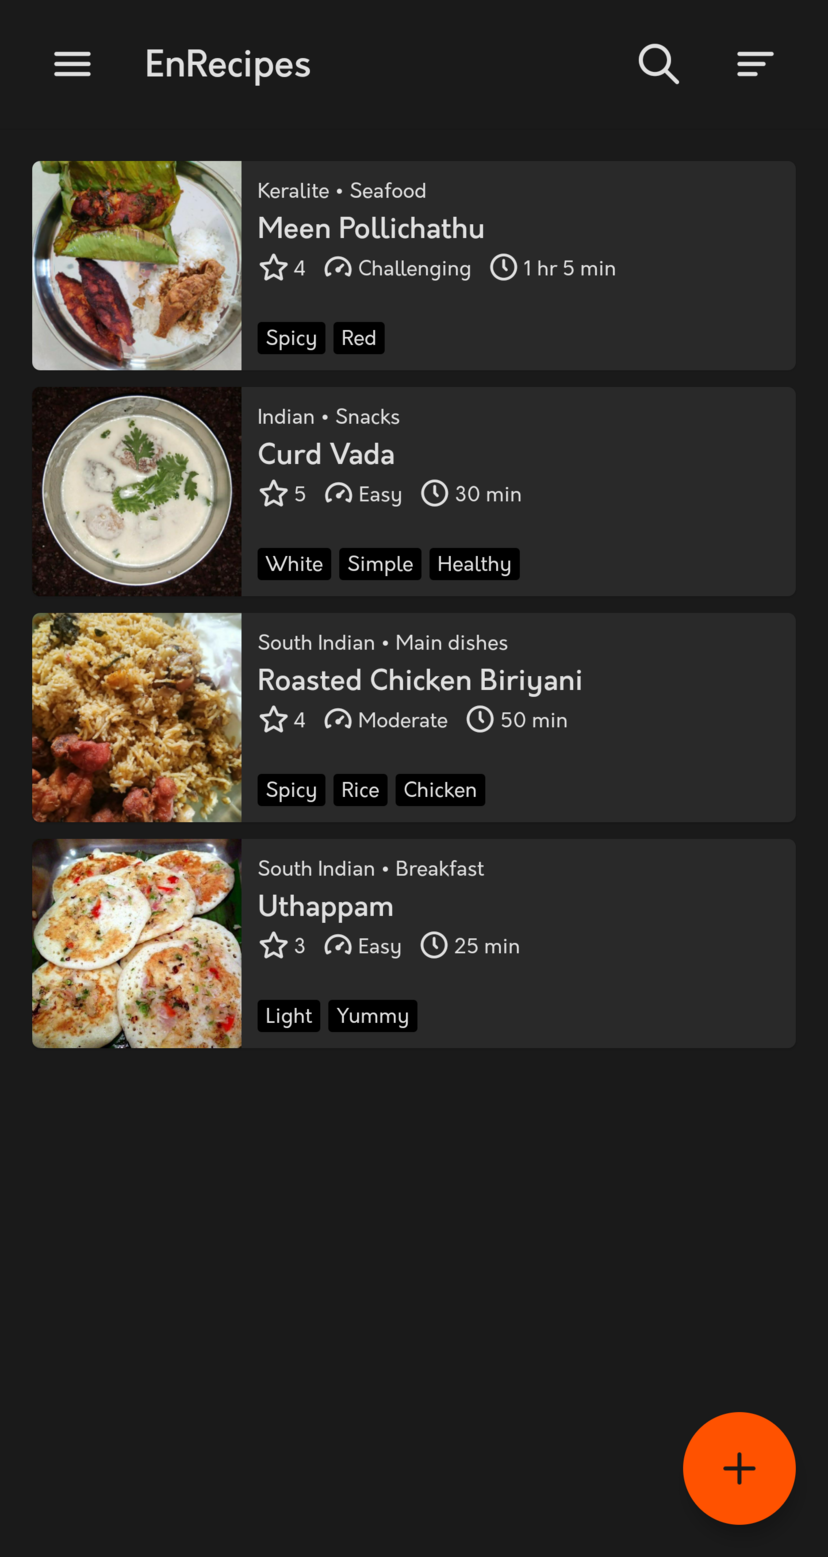 EnRecipes
Keralite • Seafood
Meen Pollichathu
4 Challenging 1 hr 5 min
Spicy Red
Indian • Snacks
Curd Vada
5 Easy 30 min
White Simple Healthy
South Indian • Main dishes
Roasted Chicken Biriyani
4 Moderate 50 min
Spicy Rice Chicken
South Indian • Breakfast
Uthappam
3 Easy 25 min
Light Yummy